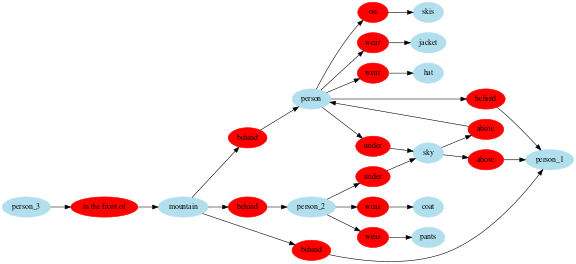 on
skis
wear
jacket
wear
hat
person
behind
above
behind
under
sky
above
person_1
under
person_3
in the front of
mountain
behind
person_2
wear
coat
wear
pants
behind